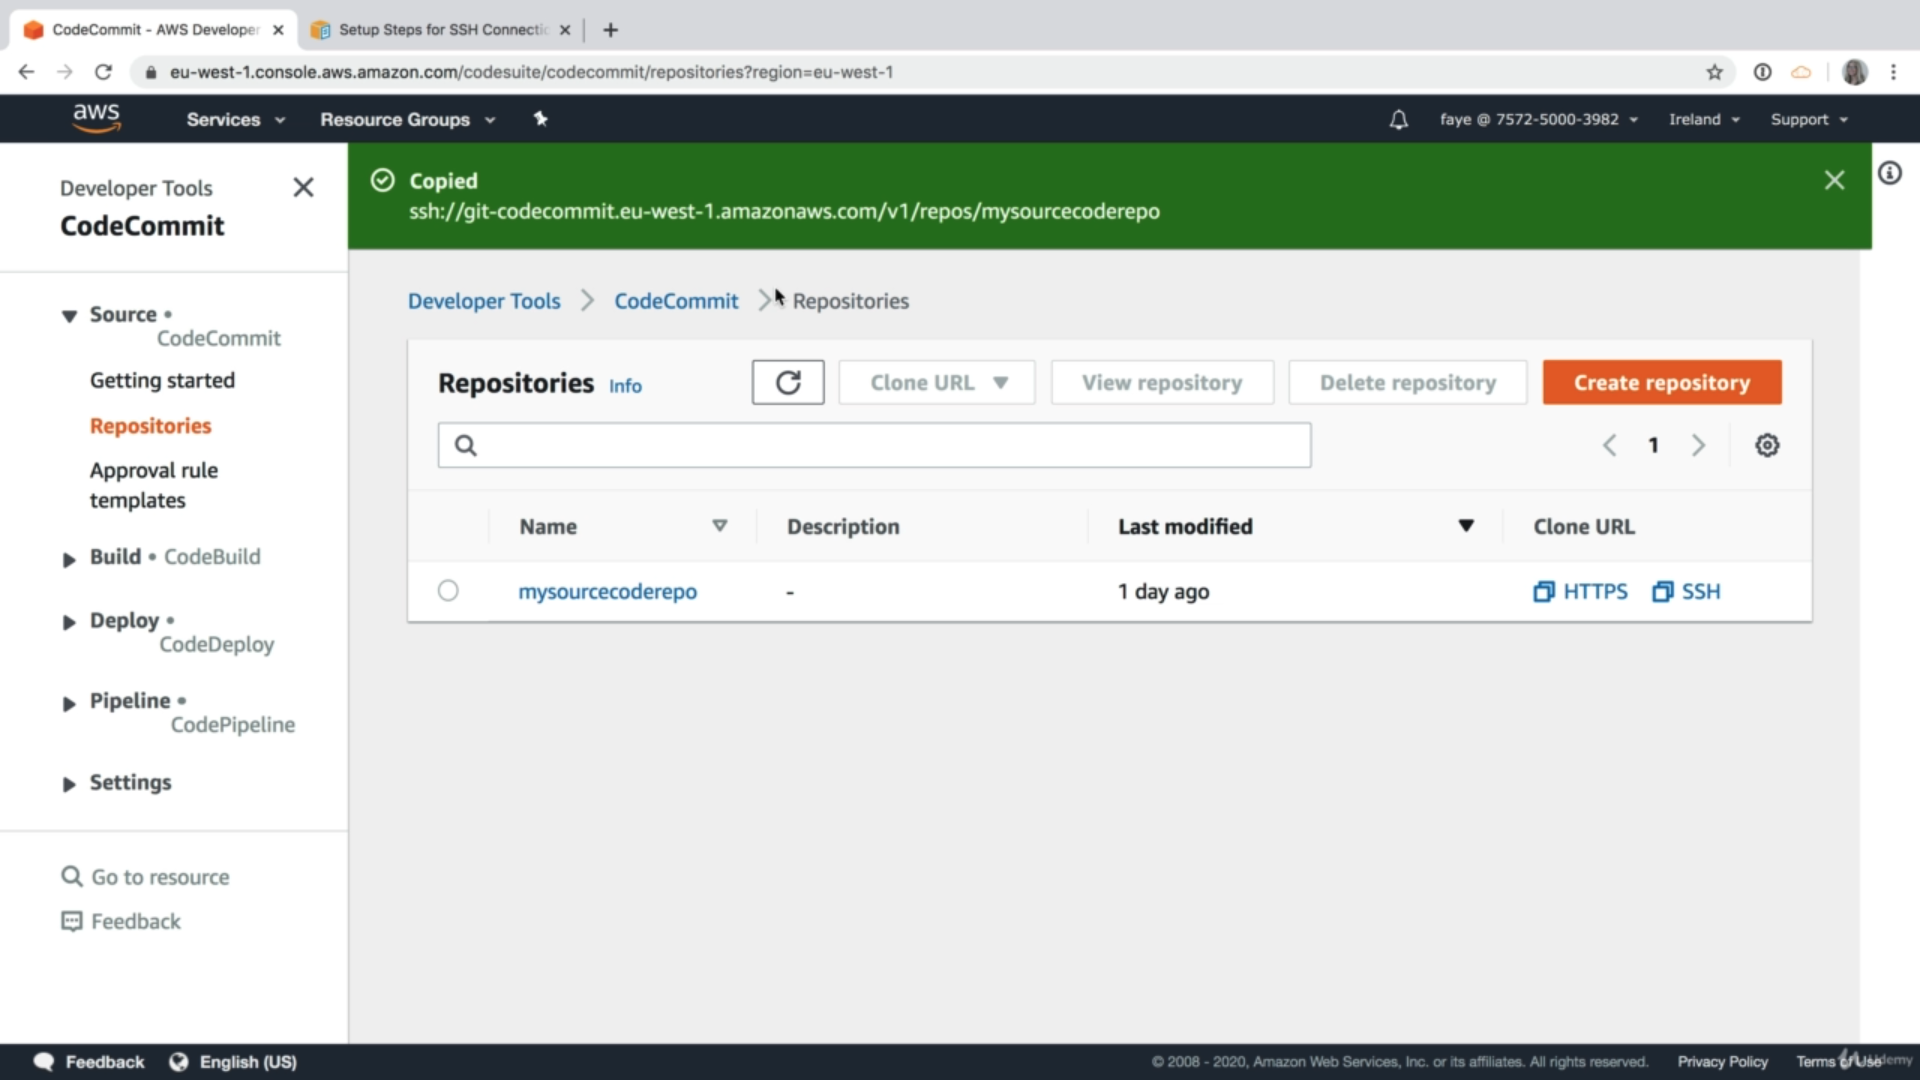 CodeCommit - AWS Developer
Setup Steps for SSH Connectio
eu-west-1.console.aws.amazon.com/codesuite/codecommit/repositories?region=eu-west-1
aws
Services
Resource Groups
faye @ 7572-5000-3982
Ireland
Support
Developer Tools
CodeCommit
Copied
ssh://git-codecommit.eu-west-1.amazonaws.com/v1/repos/mysourcecoderepo
Source •
CodeCommit
Getting started
Repositories
Approval rule
templates
Build • CodeBuild
Deploy •
CodeDeploy
Pipeline •
CodePipeline
Settings
Go to resource
Feedback
Developer Tools
CodeCommit
Repositories
Repositories Info
Clone URL
View repository
Delete repository
Create repository
1
Name
Description
Last modified
Clone URL
mysourcecoderepo
-
1 day ago
HTTPS
SSH
Feedback
English (US)
© 2008 - 2020, Amazon Web Services, Inc. or its affiliates. All rights reserved.
Privacy Policy
Terms of Use